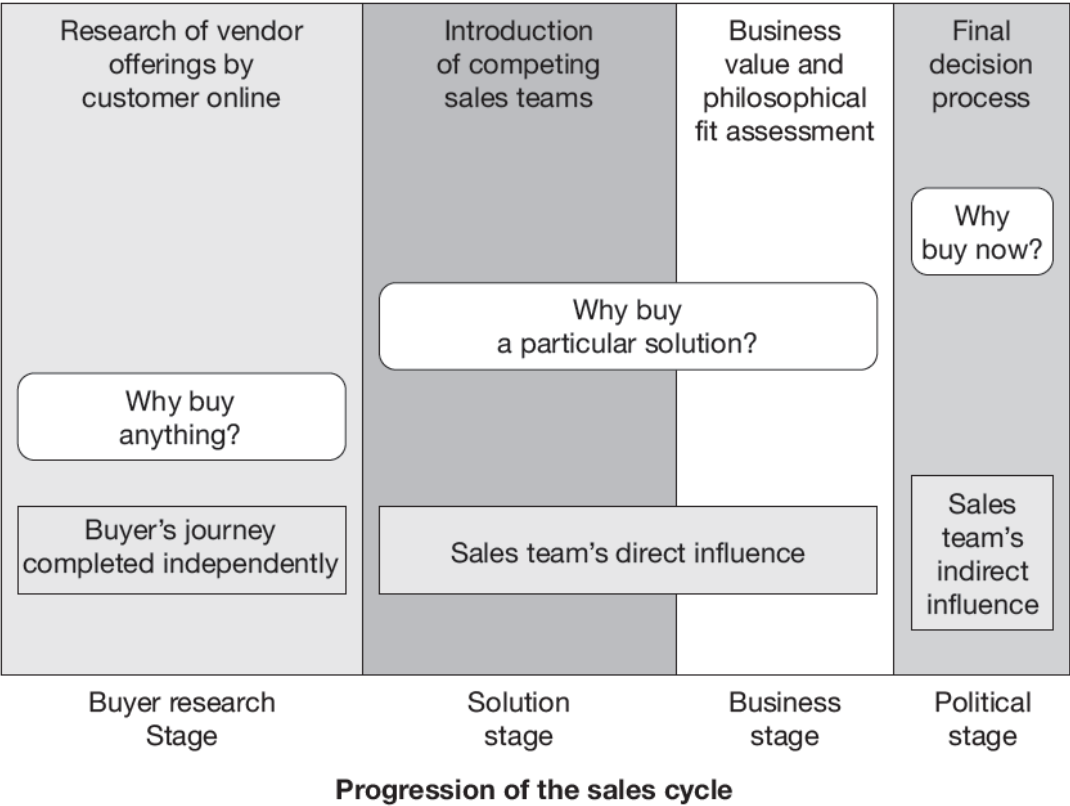 Research of vendor
offerings by
customer online
Introduction
of competing
sales teams
Business
value and
philosophical
fit assessment
Final
decision
process
Why
buy now?
Why buy
a particular solution?
Why buy
anything?
Buyer’s journey
completed independently
Sales team’s direct influence
Sales
team’s
indirect
influence
Buyer research
Stage
Solution
stage
Business
stage
Political
stage
Progression of the sales cycle